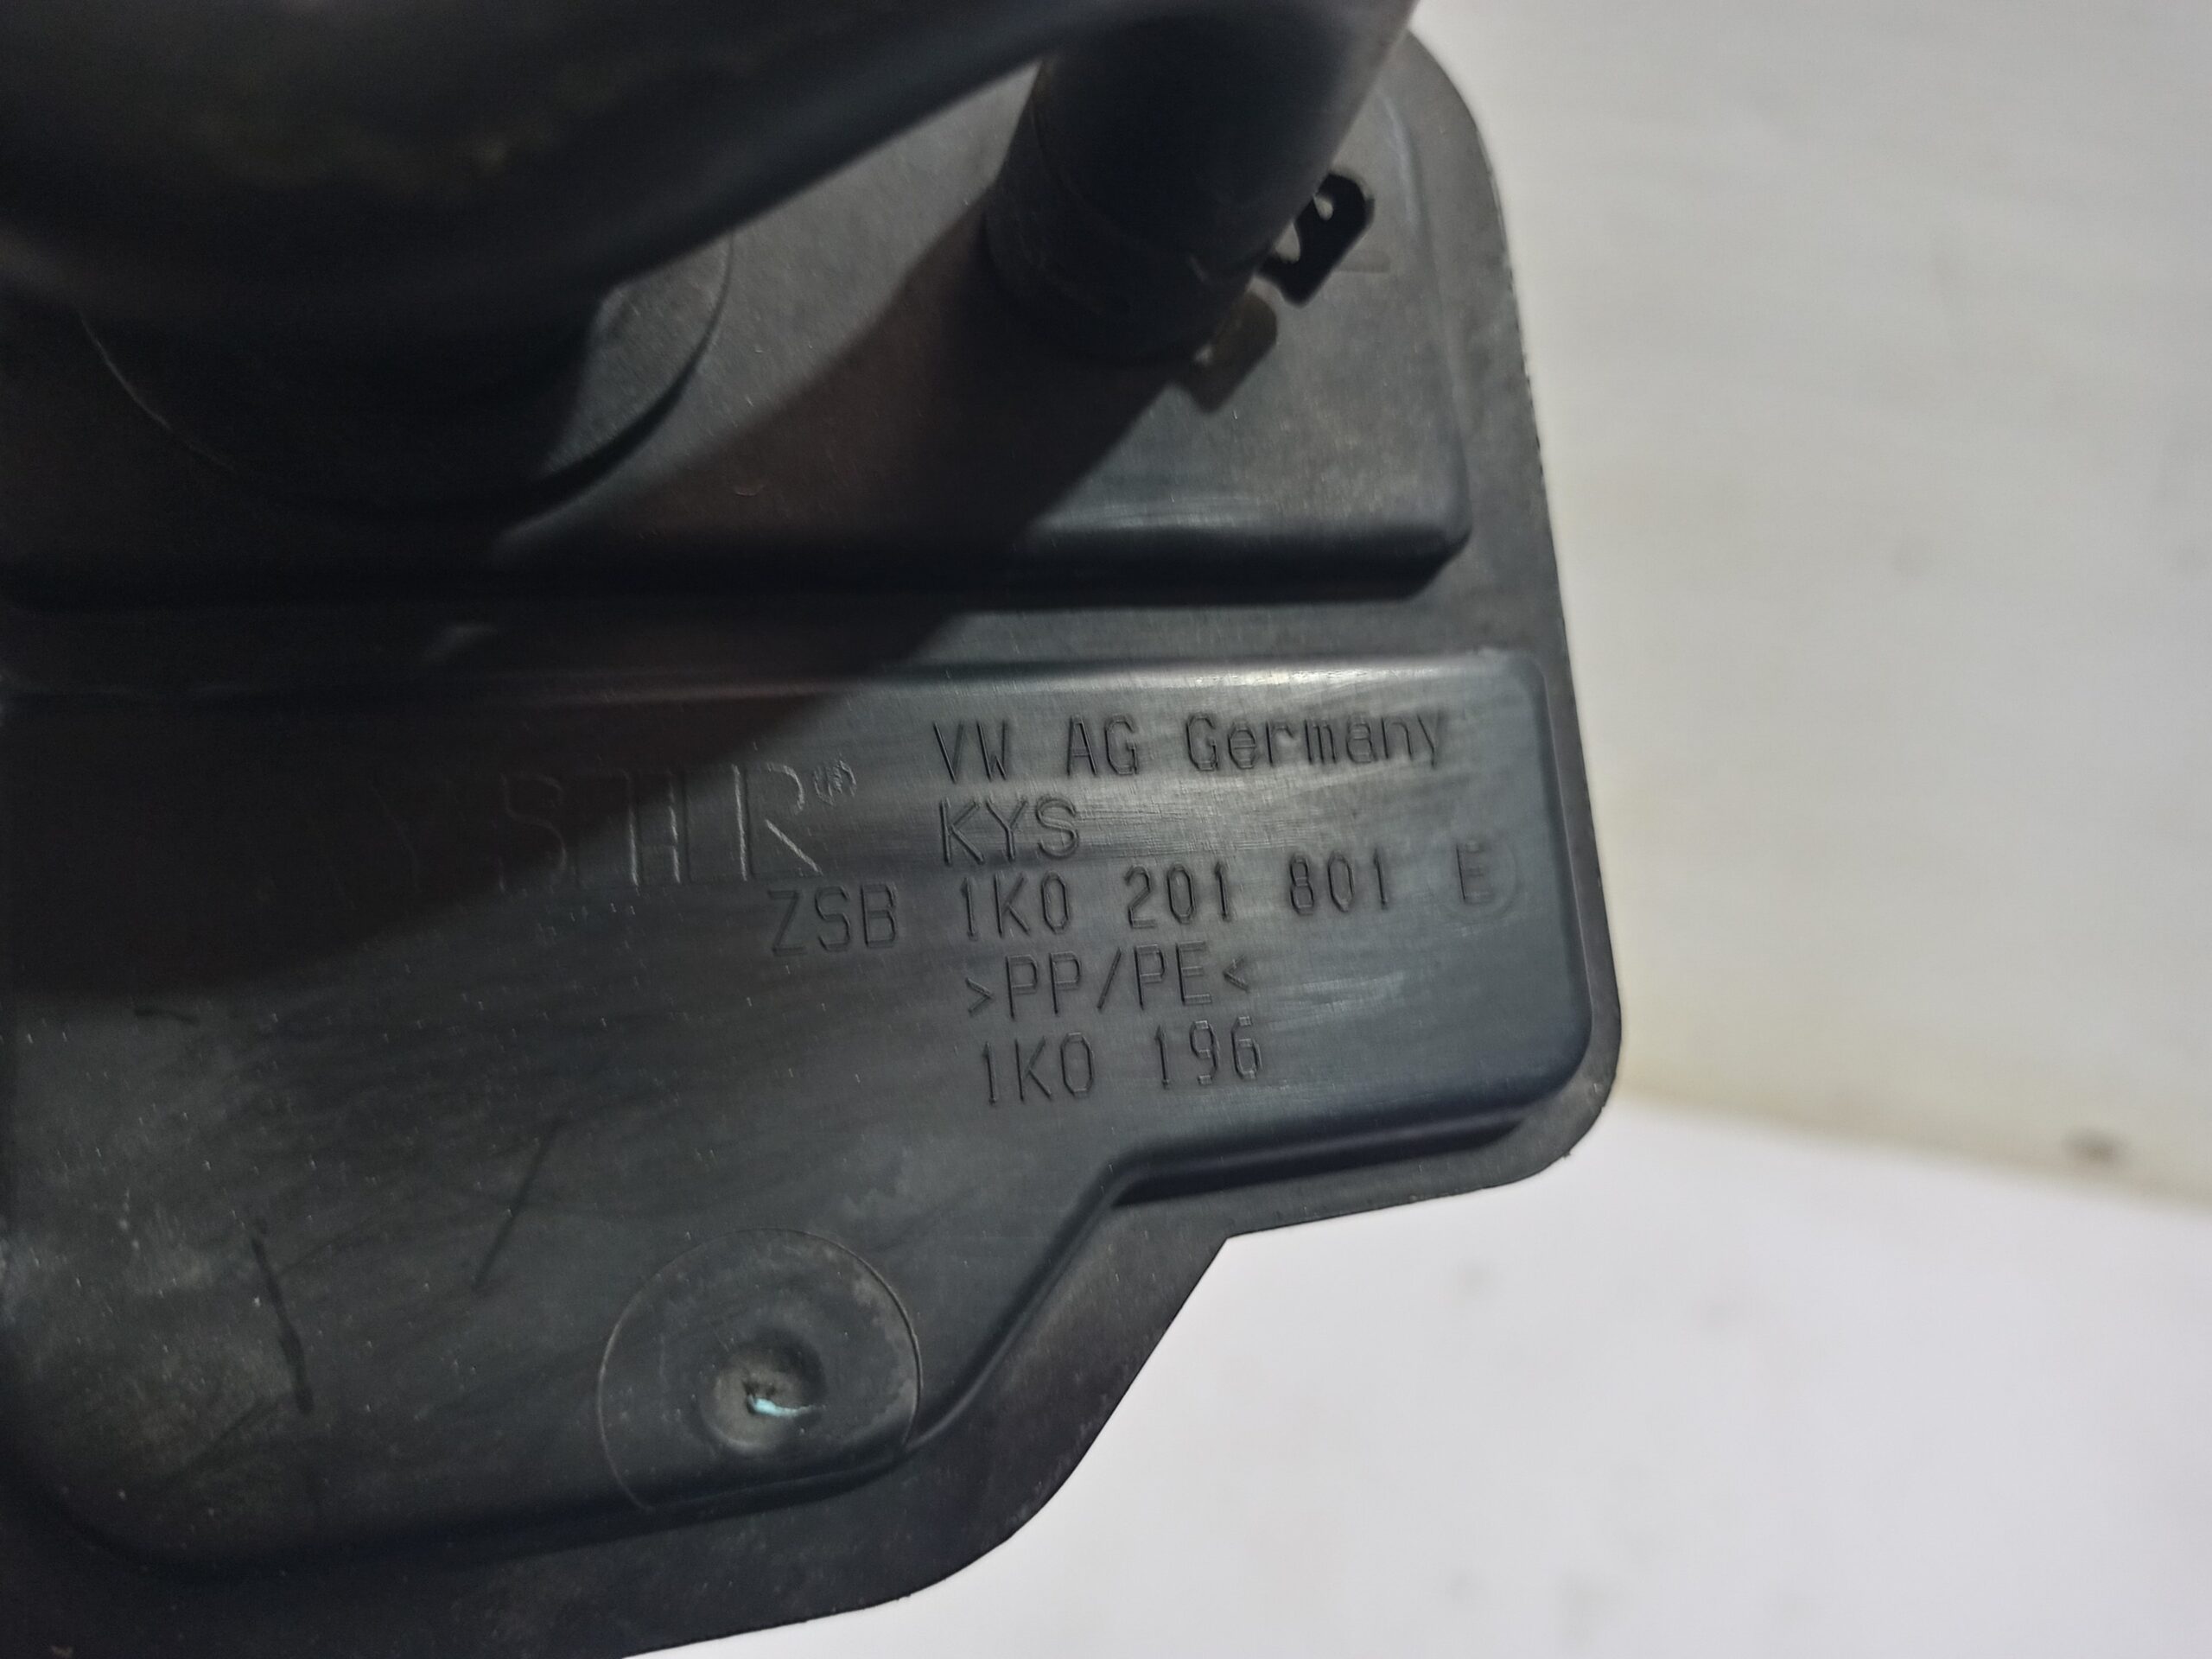 VW AG Germany
KYS
ZSB 1K0 201 801 E
>PP/PE<
1K0 196